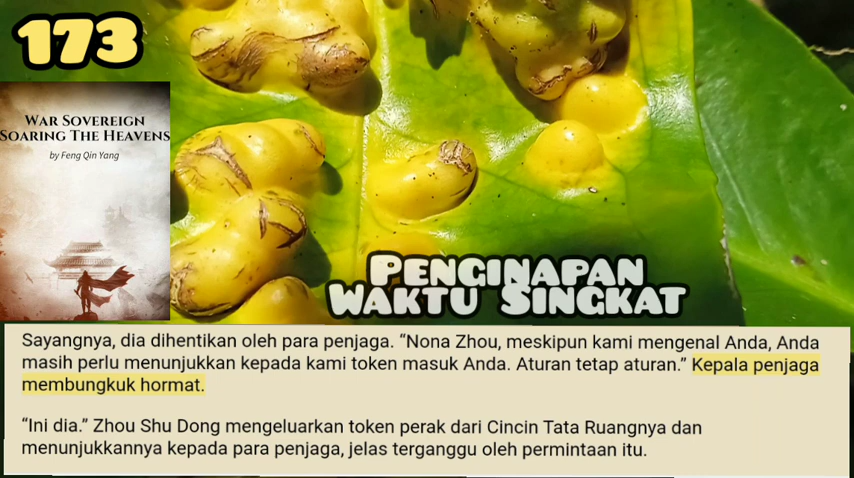 173
WAR SOVEREIGN
SOARING THE HEAVENS
by Feng Qin Yang
PENGINAPAN
WAKTU SINGKAT
Sayangnya, dia dihentikan oleh para penjaga. “Nona Zhou, meskipun kami mengenal Anda, Anda
masih perlu menunjukkan kepada kami token masuk Anda. Aturan tetap aturan.” Kepala penjaga
membungkuk hormat.
“Ini dia.” Zhou Shu Dong mengeluarkan token perak dari Cincin Tata Ruangnya dan
menunjukkannya kepada para penjaga, jelas terganggu oleh permintaan itu.